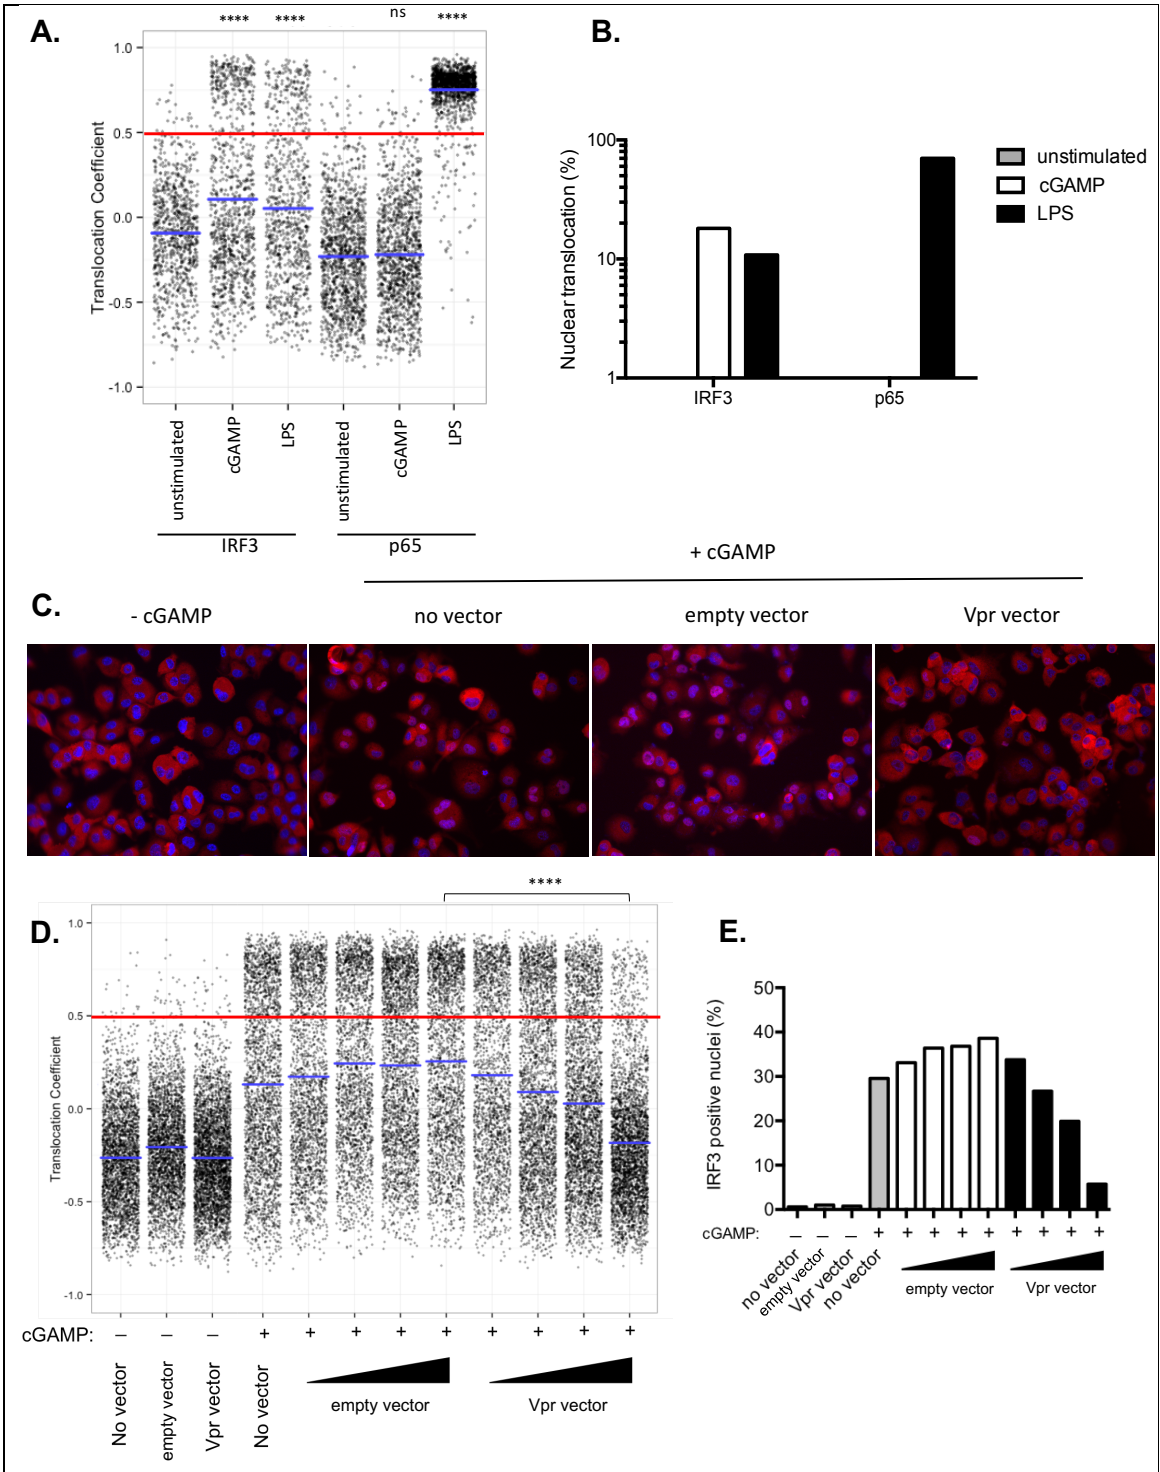 A.
**** **** ns ****
1.0
0.5
0.0
-0.5
-1.0
Translocation Coefficient
unstimulated
cGAMP
LPS
unstimulated
cGAMP
LPS
IRF3
p65
B.
100
10
1
Nuclear translocation (%)
IRF3
p65
unstimulated
cGAMP
LPS
+ cGAMP
C.
- cGAMP
no vector
empty vector
Vpr vector
D.
****
1.0
0.5
0.0
-0.5
-1.0
Translocation Coefficient
cGAMP: – – – + + + + + + + + +
No vector
empty vector
Vpr vector
No vector
empty vector
Vpr vector
E.
50
40
30
20
10
0
IRF3 positive nuclei (%)
cGAMP: – – – + + + + + + + + +
no vector
empty vector
Vpr vector
no vector
empty vector
Vpr vector